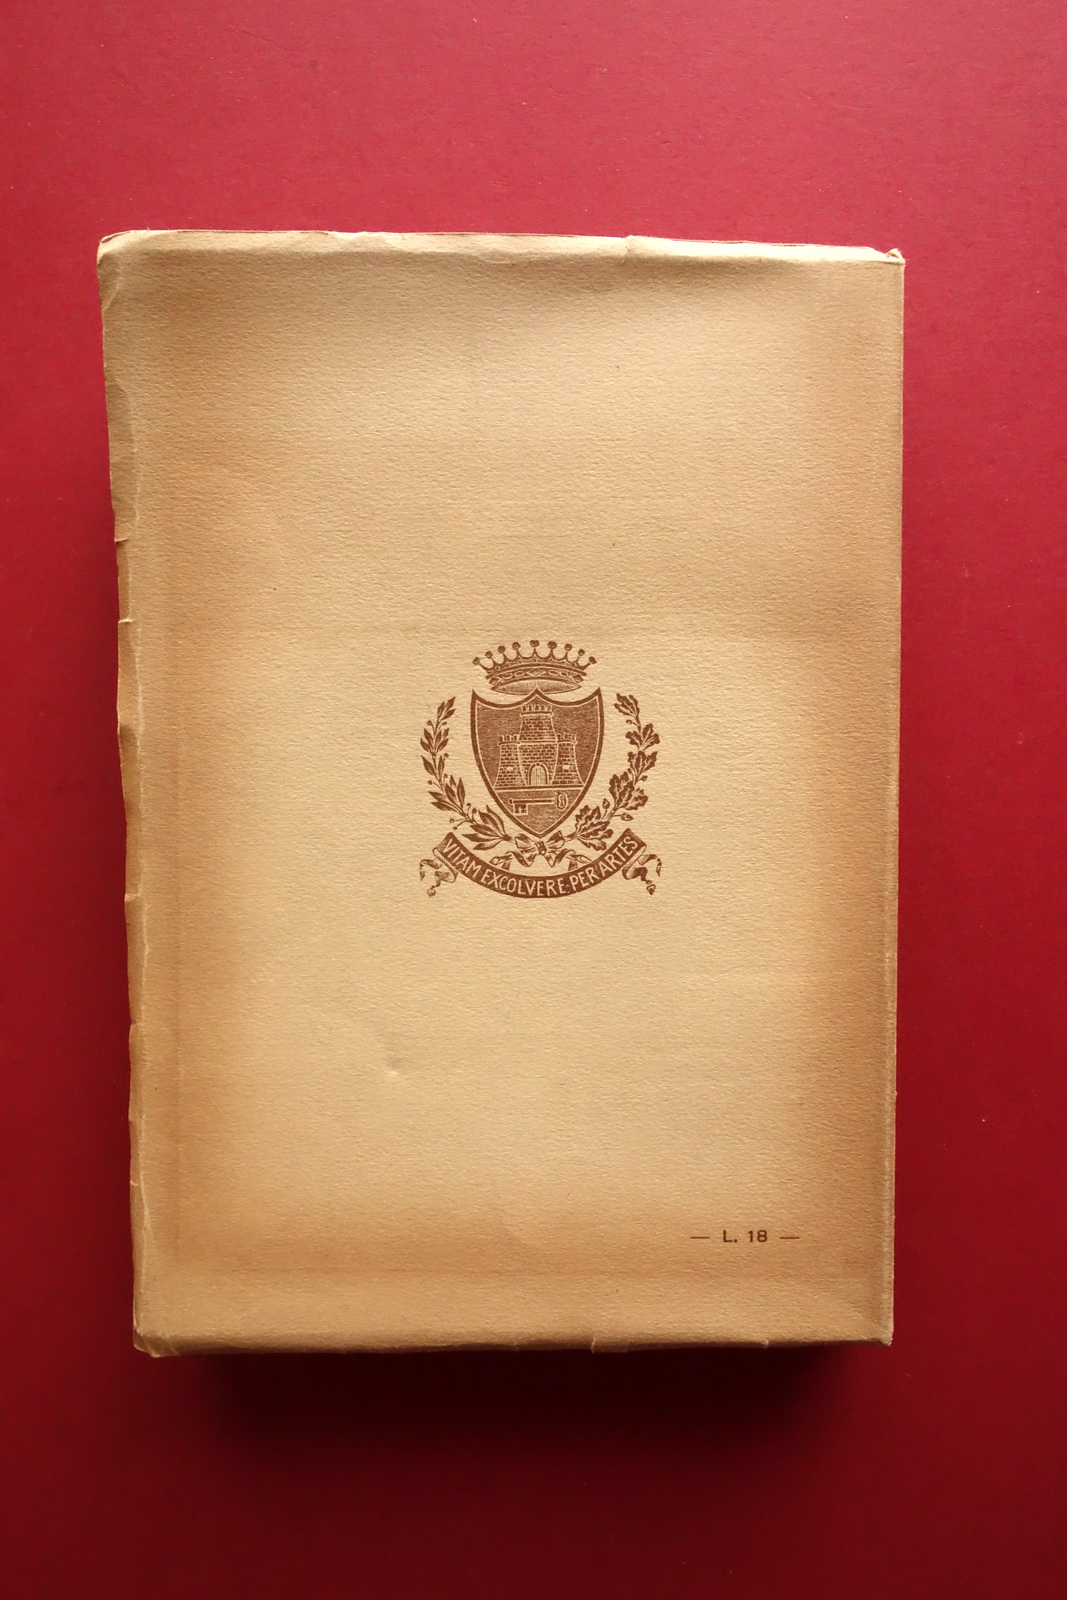 VITAM EXCOLVERE PER ARTES
— L. 18 —